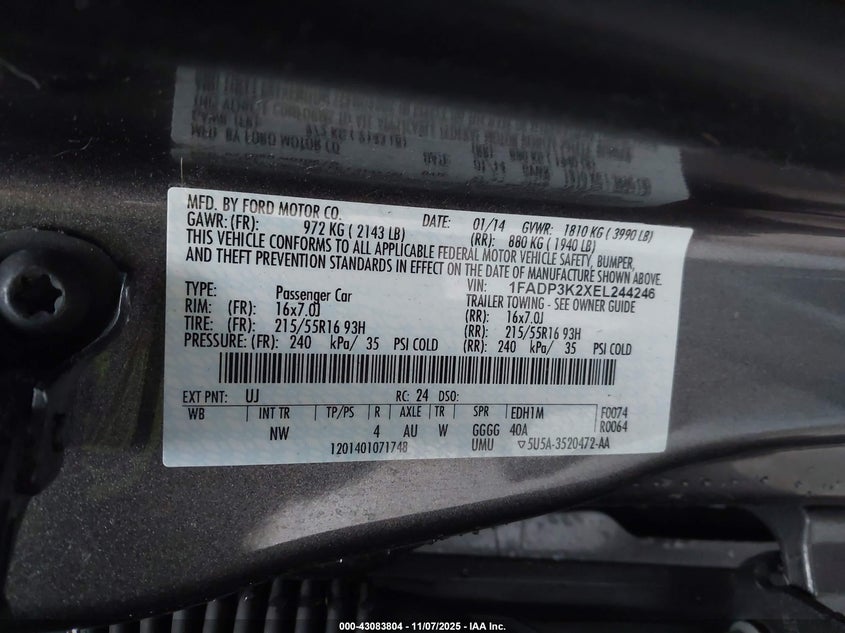 MFD. BY FORD MOTOR CO.
DATE: 01/14 GVWR: 1810 KG ( 3990 LB)
GAWR: (FR): 972 KG ( 2143 LB) (RR): 880 KG ( 1940 LB)
THIS VEHICLE CONFORMS TO ALL APPLICABLE FEDERAL MOTOR VEHICLE SAFETY, BUMPER,
AND THEFT PREVENTION STANDARDS IN EFFECT ON THE DATE OF MANUFACTURE SHOWN ABOVE.
VIN: 1FADP3K2XEL244246
TYPE: Passenger Car TRAILER TOWING - SEE OWNER GUIDE
RIM: (FR): 16x7.0J (RR): 16x7.0J
TIRE: (FR): 215/55R16 93H (RR): 215/55R16 93H
PRESSURE: (FR): 240 kPa/ 35 PSI COLD (RR): 240 kPa/ 35 PSI COLD
EXT PNT: UJ RC: 24 DSO:
WB INT TR TP/PS R AXLE TR SPR EDH1M F0074
NW 4 AU W GGGG 40A R0064
1201401071748 UMU ▽5U5A-3520472-AA
000-43083804 — 11/07/2025 - IAA Inc.